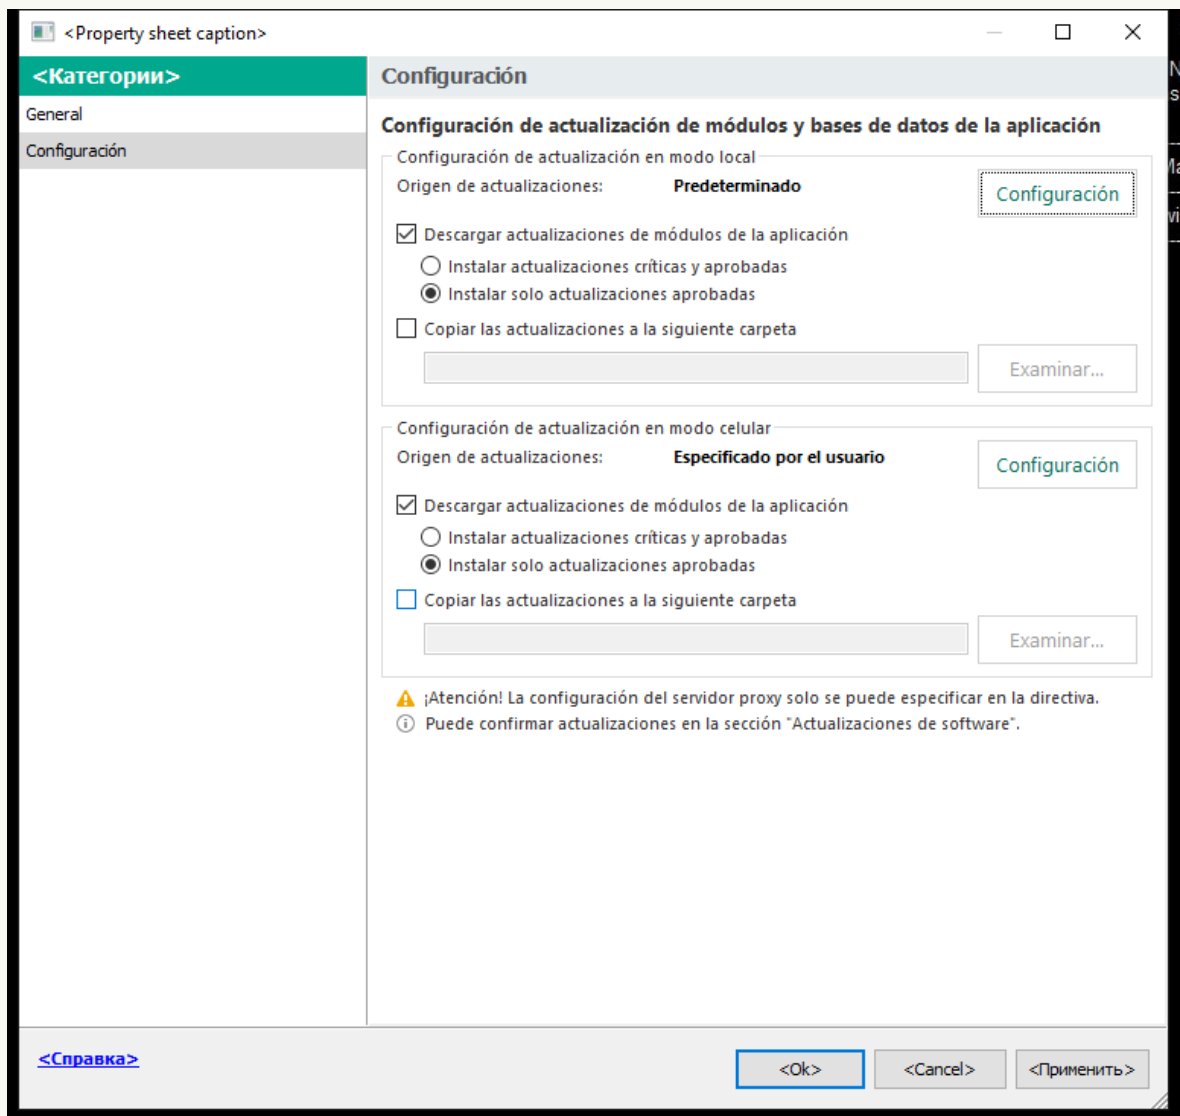 <Property sheet caption>
<Категории>
General
Configuración
Configuración
Configuración de actualización de módulos y bases de datos de la aplicación
Configuración de actualización en modo local
Origen de actualizaciones: Predeterminado
Configuración
Descargar actualizaciones de módulos de la aplicación
Instalar actualizaciones críticas y aprobadas
Instalar solo actualizaciones aprobadas
Copiar las actualizaciones a la siguiente carpeta
Examinar...
Configuración de actualización en modo celular
Origen de actualizaciones: Especificado por el usuario
Configuración
Descargar actualizaciones de módulos de la aplicación
Instalar actualizaciones críticas y aprobadas
Instalar solo actualizaciones aprobadas
Copiar las actualizaciones a la siguiente carpeta
Examinar...
¡Atención! La configuración del servidor proxy solo se puede especificar en la directiva.
Puede confirmar actualizaciones en la sección "Actualizaciones de software".
<Справка>
<Ok> <Cancel> <Применить>